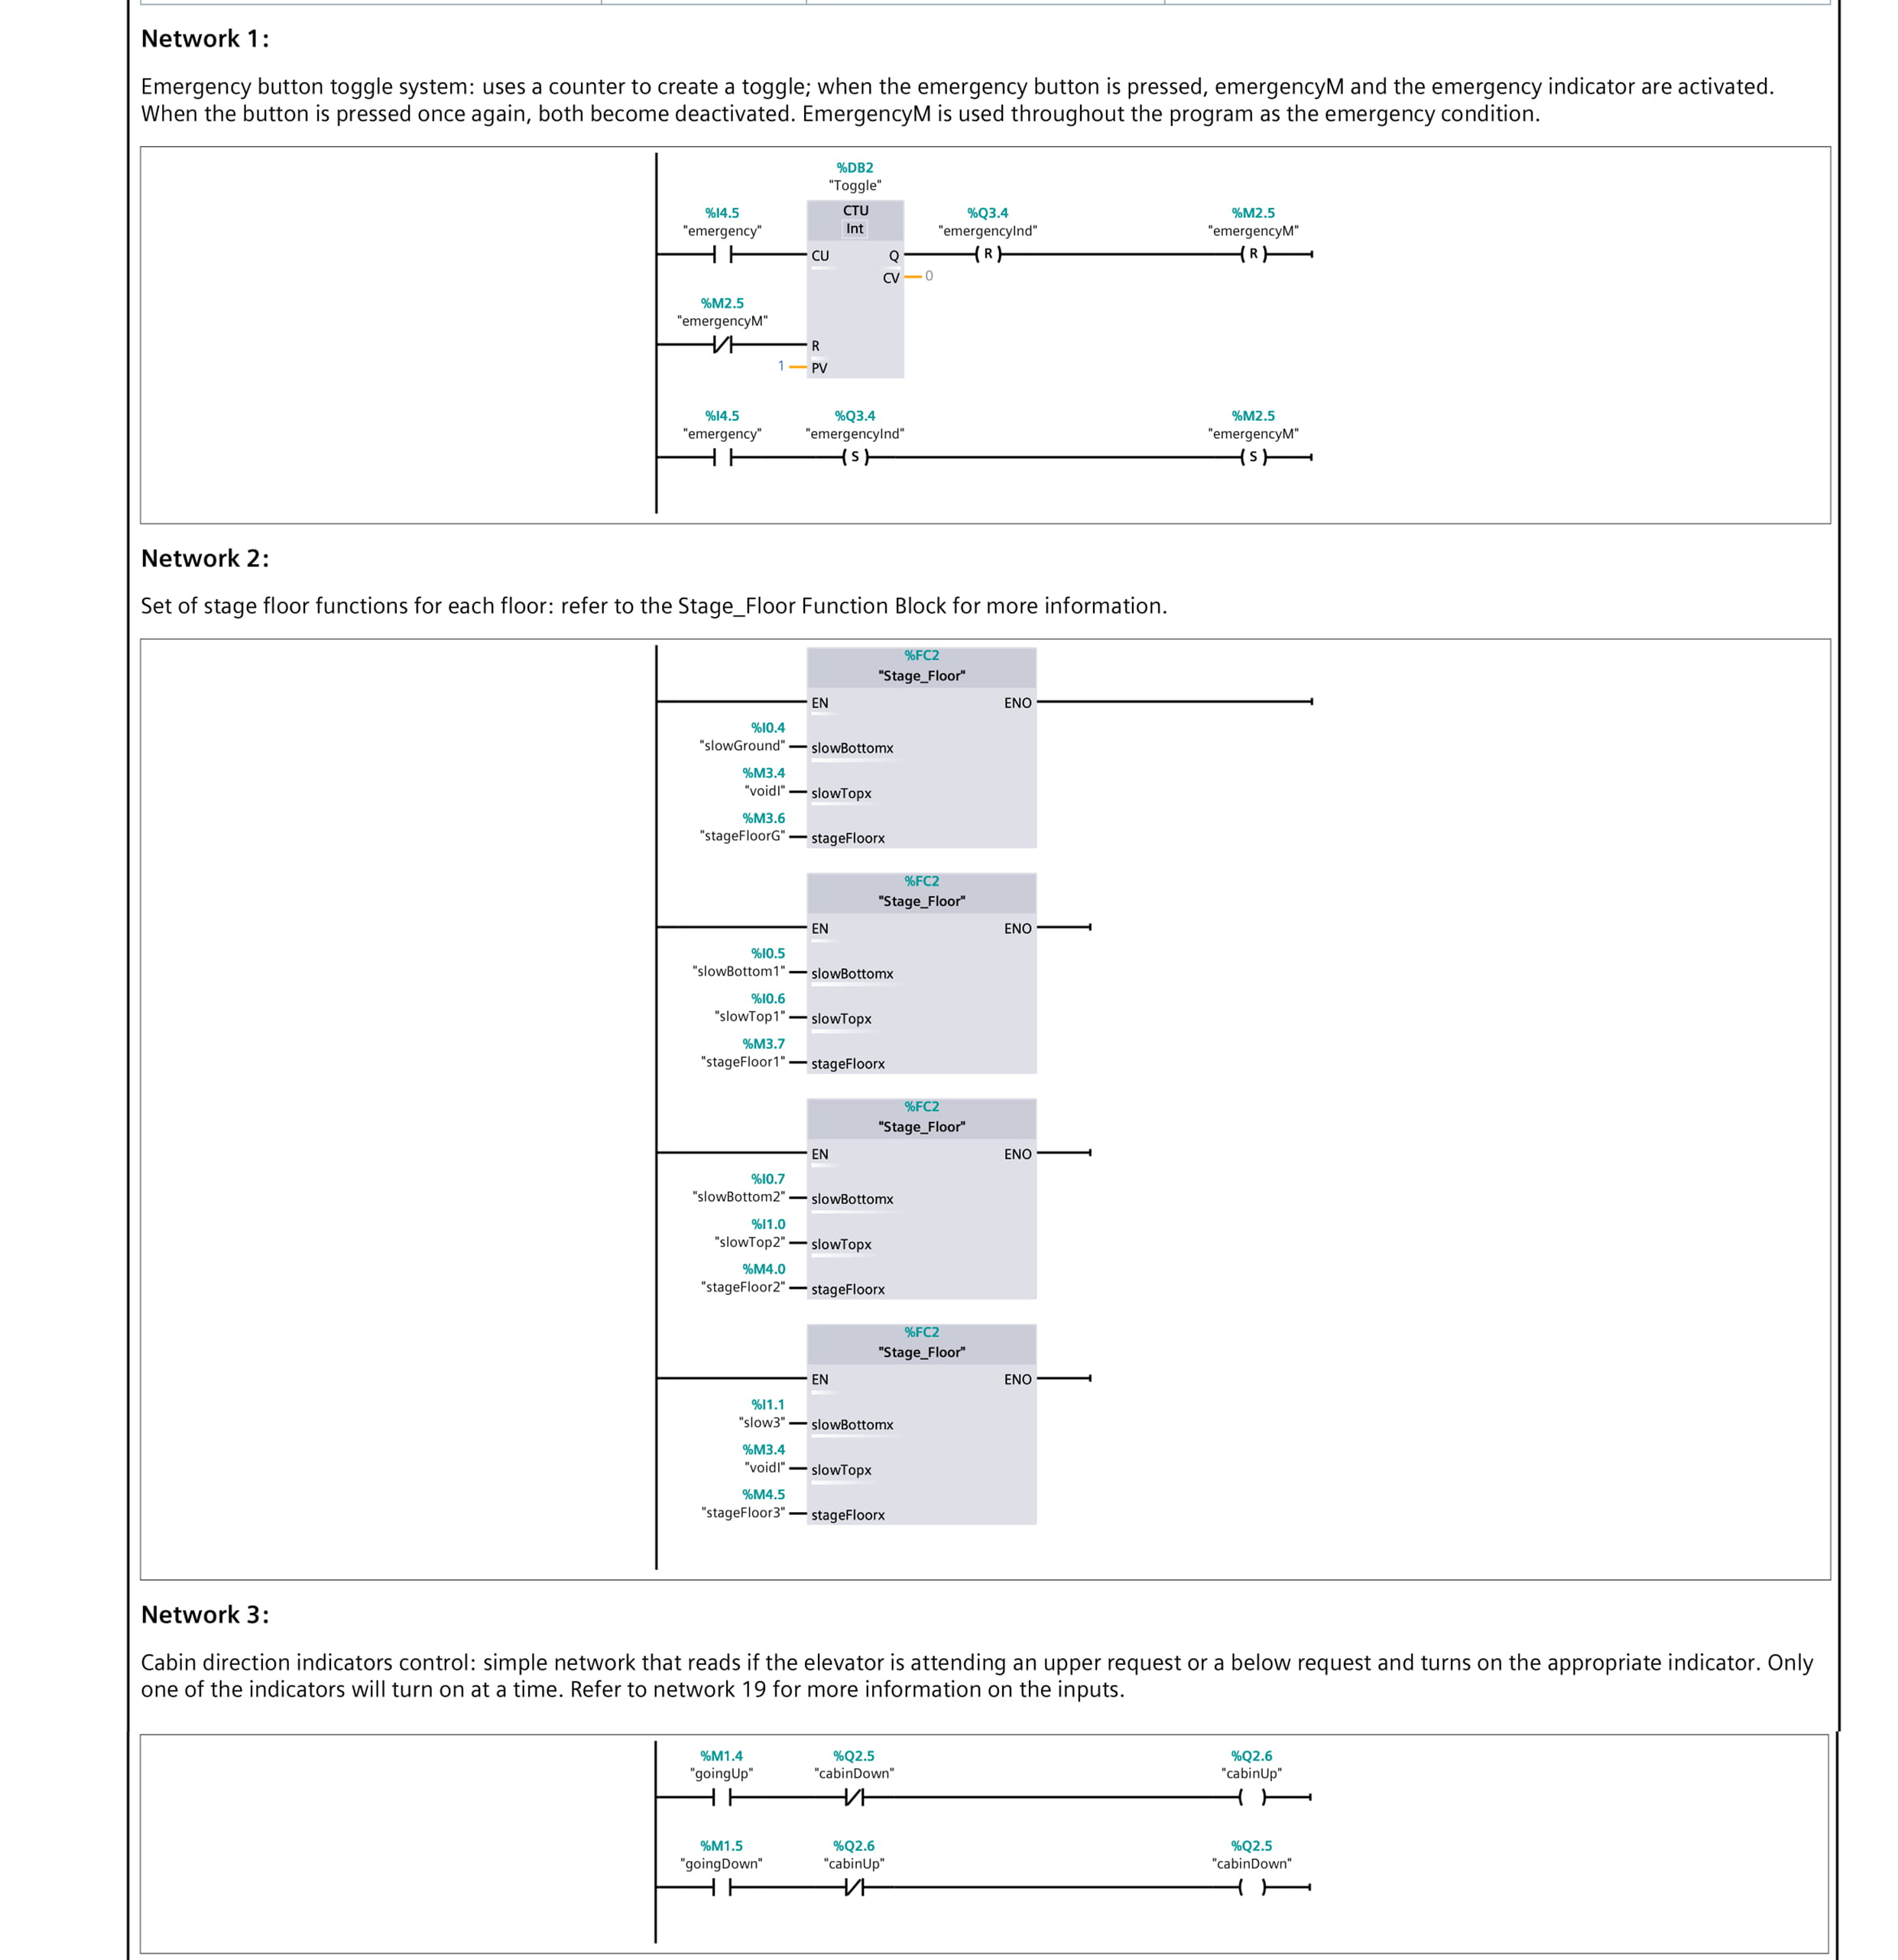 Network 1:
Emergency button toggle system: uses a counter to create a toggle; when the emergency button is pressed, emergencyM and the emergency indicator are activated.
When the button is pressed once again, both become deactivated. EmergencyM is used throughout the program as the emergency condition.
%DB2
"Toggle"
%I4.5
"emergency"
CTU
Int
%Q3.4
"emergencyInd"
%M2.5
"emergencyM"
CU
Q
( R )
( R )
CV
0
%M2.5
"emergencyM"
R
1
PV
%I4.5
"emergency"
%Q3.4
"emergencyInd"
%M2.5
"emergencyM"
( S )
( S )
Network 2:
Set of stage floor functions for each floor: refer to the Stage_Floor Function Block for more information.
%FC2
"Stage_Floor"
EN
ENO
%I0.4
"slowGround"
slowBottomx
%M3.4
"voidI"
slowTopx
%M3.6
"stageFloorG"
stageFloorx
%FC2
"Stage_Floor"
EN
ENO
%I0.5
"slowBottom1"
slowBottomx
%I0.6
"slowTop1"
slowTopx
%M3.7
"stageFloor1"
stageFloorx
%FC2
"Stage_Floor"
EN
ENO
%I0.7
"slowBottom2"
slowBottomx
%I1.0
"slowTop2"
slowTopx
%M4.0
"stageFloor2"
stageFloorx
%FC2
"Stage_Floor"
EN
ENO
%I1.1
"slow3"
slowBottomx
%M3.4
"voidI"
slowTopx
%M4.5
"stageFloor3"
stageFloorx
Network 3:
Cabin direction indicators control: simple network that reads if the elevator is attending an upper request or a below request and turns on the appropriate indicator. Only
one of the indicators will turn on at a time. Refer to network 19 for more information on the inputs.
%M1.4
"goingUp"
%Q2.5
"cabinDown"
%Q2.6
"cabinUp"
%M1.5
"goingDown"
%Q2.6
"cabinUp"
%Q2.5
"cabinDown"